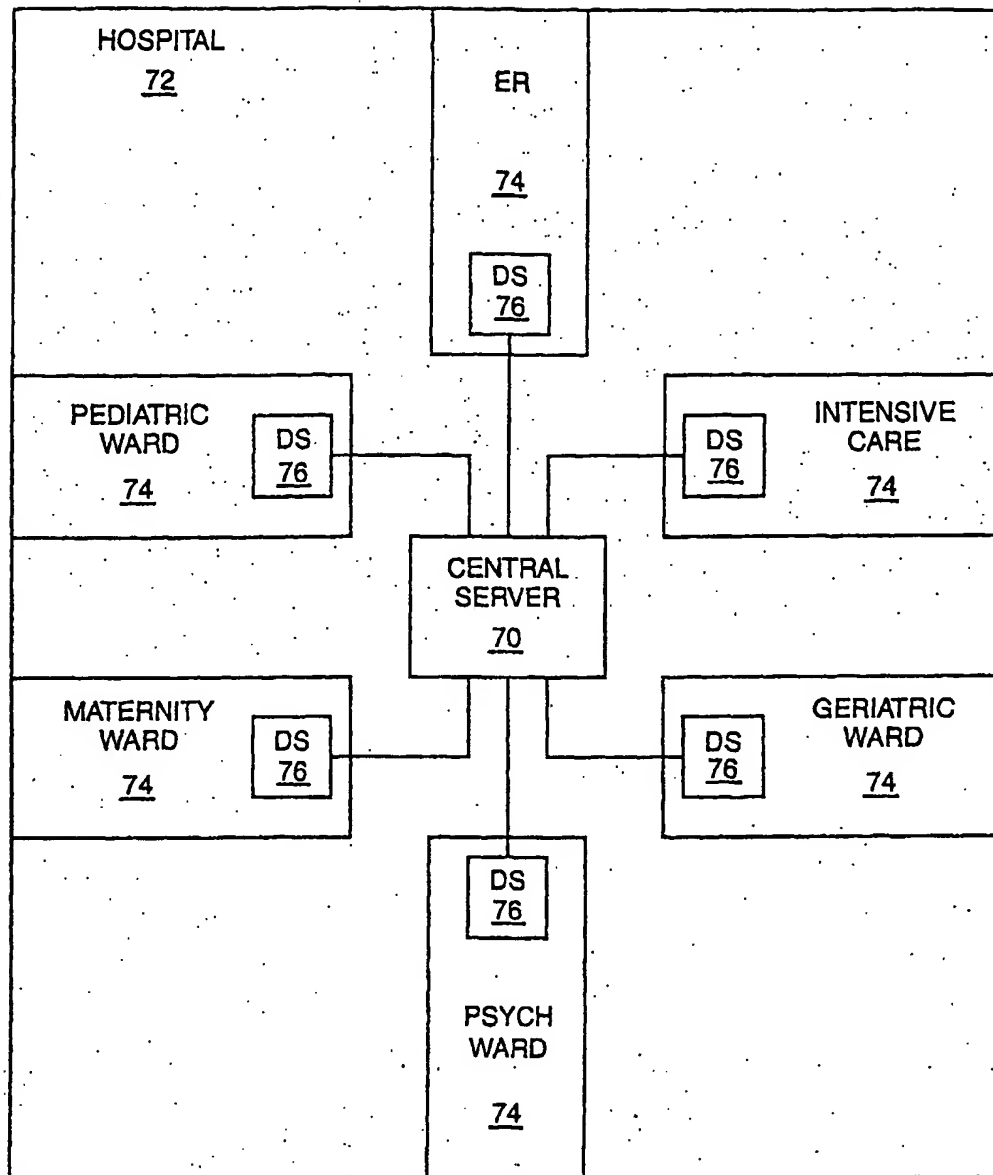 HOSPITAL
72
ER
74
DS
76
PEDIATRIC
WARD
74
DS
76
INTENSIVE
CARE
74
DS
76
CENTRAL
SERVER
70
MATERNITY
WARD
74
DS
76
GERIATRIC
WARD
74
DS
76
DS
76
PSYCH
WARD
74